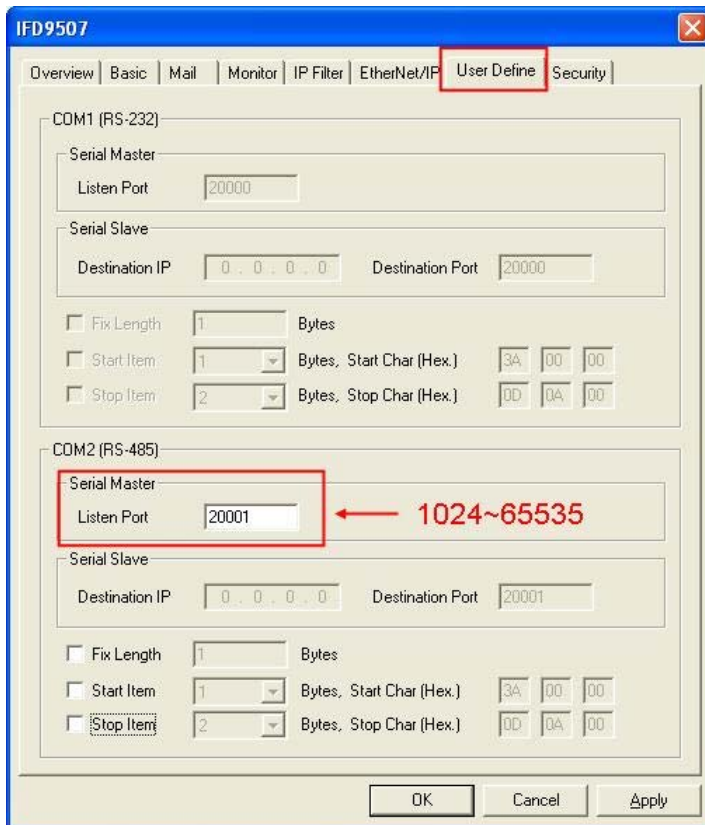 IFD9507
Overview Basic Mail Monitor IP Filter EtherNet/IP User Define Security
COM1 (RS-232)
Serial Master
Listen Port 20000
Serial Slave
Destination IP 0 . 0 . 0 . 0 Destination Port 20000
Fix Length 1 Bytes
Start Item 1 Bytes, Start Char (Hex.) 3A 00 00
Stop Item 2 Bytes, Stop Char (Hex.) 0D 0A 00
COM2 (RS-485)
Serial Master
Listen Port 20001 1024~65535
Serial Slave
Destination IP 0 . 0 . 0 . 0 Destination Port 20001
Fix Length 1 Bytes
Start Item 1 Bytes, Start Char (Hex.) 3A 00 00
Stop Item 2 Bytes, Stop Char (Hex.) 0D 0A 00
OK Cancel Apply